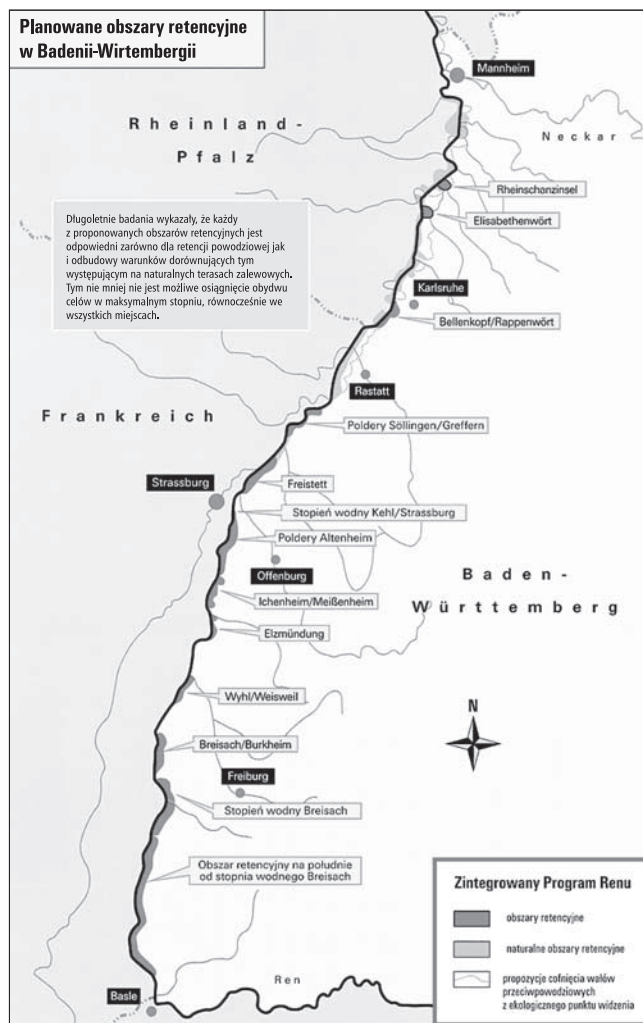 Planowane obszary retencyjne
w Badenii-Wirtembergii
Mannheim
Rheinland-
Pfalz
Neckar
Rheinschanzinsel
Elisabethenwört
Długoletnie badania wykazały, że każdy
z proponowanych obszarów retencyjnych jest
odpowiedni zarówno dla retencji powodziowej jak
i odbudowy warunków dorównujących tym
występującym na naturalnych terasach zalewowych.
Tym nie mniej nie jest możliwe osiągnięcie obydwu
celów w maksymalnym stopniu, równocześnie we
wszystkich miejscach.
Karlsruhe
Bellenkopf/Rappenwört
Rastatt
Frankreich
Poldery Söllingen/Greffern
Strassburg
Freistett
Stopień wodny Kehl/Strassburg
Poldery Altenheim
Offenburg
Baden-
Württemberg
Ichenheim/Meißenheim
Elzmündung
Wyhl/Weisweil
N
Breisach/Burkheim
Freiburg
Stopień wodny Breisach
Obszar retencyjny na południe
od stopnia wodnego Breisach
Zintegrowany Program Renu
obszary retencyjne
naturalne obszary retencyjne
propozycje cofnięcia wałów
przeciwpowodziowych
z ekologicznego punktu widzenia
Ren
Basle